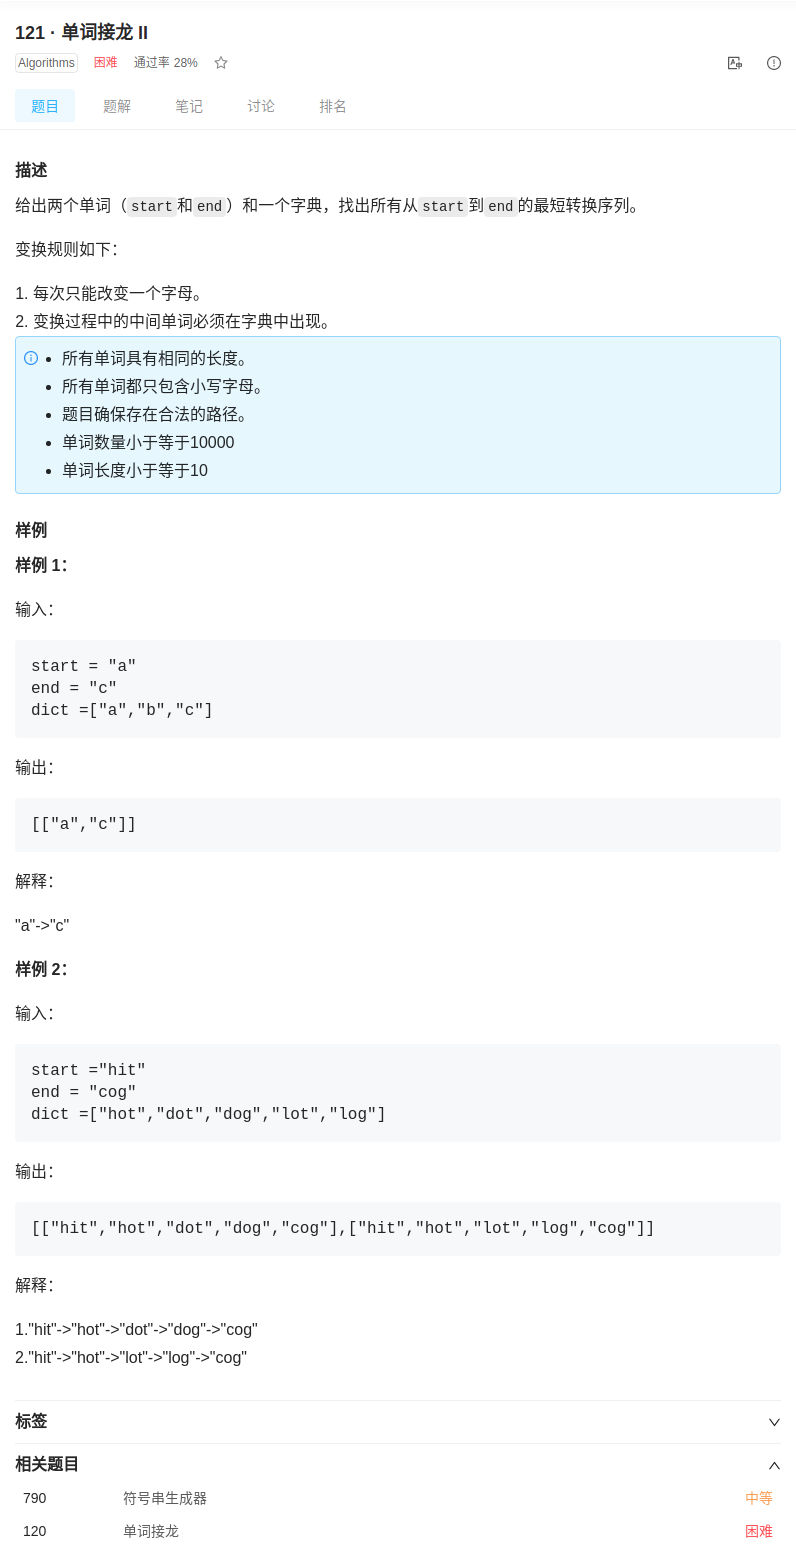 121 · 单词接龙 II
Algorithms 困难 通过率 28%
题目 题解 笔记 讨论 排名
描述
给出两个单词（start和end）和一个字典，找出所有从start到end的最短转换序列。
变换规则如下：
1. 每次只能改变一个字母。
2. 变换过程中的中间单词必须在字典中出现。
• 所有单词具有相同的长度。
• 所有单词都只包含小写字母。
• 题目确保存在合法的路径。
• 单词数量小于等于10000
• 单词长度小于等于10
样例
样例 1：
输入：
start = "a"
end = "c"
dict =["a","b","c"]
输出：
[["a","c"]]
解释：
"a"->"c"
样例 2：
输入：
start ="hit"
end = "cog"
dict =["hot","dot","dog","lot","log"]
输出：
[["hit","hot","dot","dog","cog"],["hit","hot","lot","log","cog"]]
解释：
1."hit"->"hot"->"dot"->"dog"->"cog"
2."hit"->"hot"->"lot"->"log"->"cog"
标签
相关题目
790 符号串生成器 中等
120 单词接龙 困难